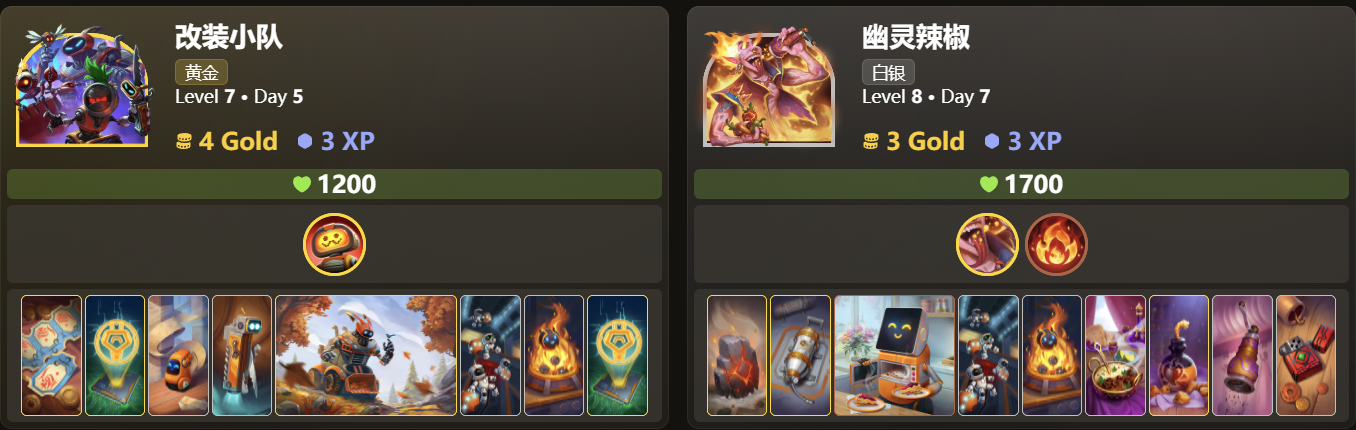 改装小队
黄金
Level 7 • Day 5
4 Gold 3 XP
1200
幽灵辣椒
白银
Level 8 • Day 7
3 Gold 3 XP
1700